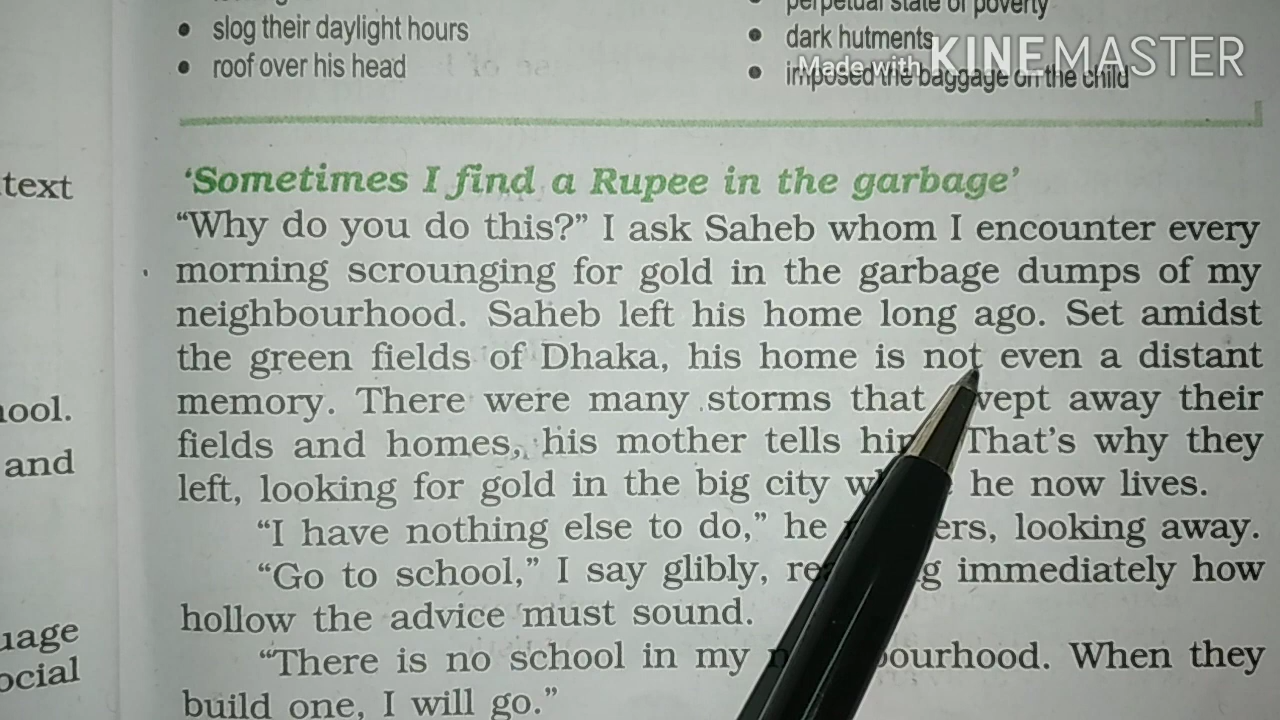 slog their daylight hours
roof over his head
perpetual state of poverty
dark hutments
imposed the baggage on the child
Made with KINEMASTER
text
hool.
and
uage
ocial
‘Sometimes I find a Rupee in the garbage’
“Why do you do this?” I ask Saheb whom I encounter every
morning scrounging for gold in the garbage dumps of my
neighbourhood. Saheb left his home long ago. Set amidst
the green fields of Dhaka, his home is not even a distant
memory. There were many storms that swept away their
fields and homes, his mother tells him. That’s why they
left, looking for gold in the big city where he now lives.
“I have nothing else to do,” he mutters, looking away.
“Go to school,” I say glibly, realising immediately how
hollow the advice must sound.
“There is no school in my neighbourhood. When they
build one, I will go.”